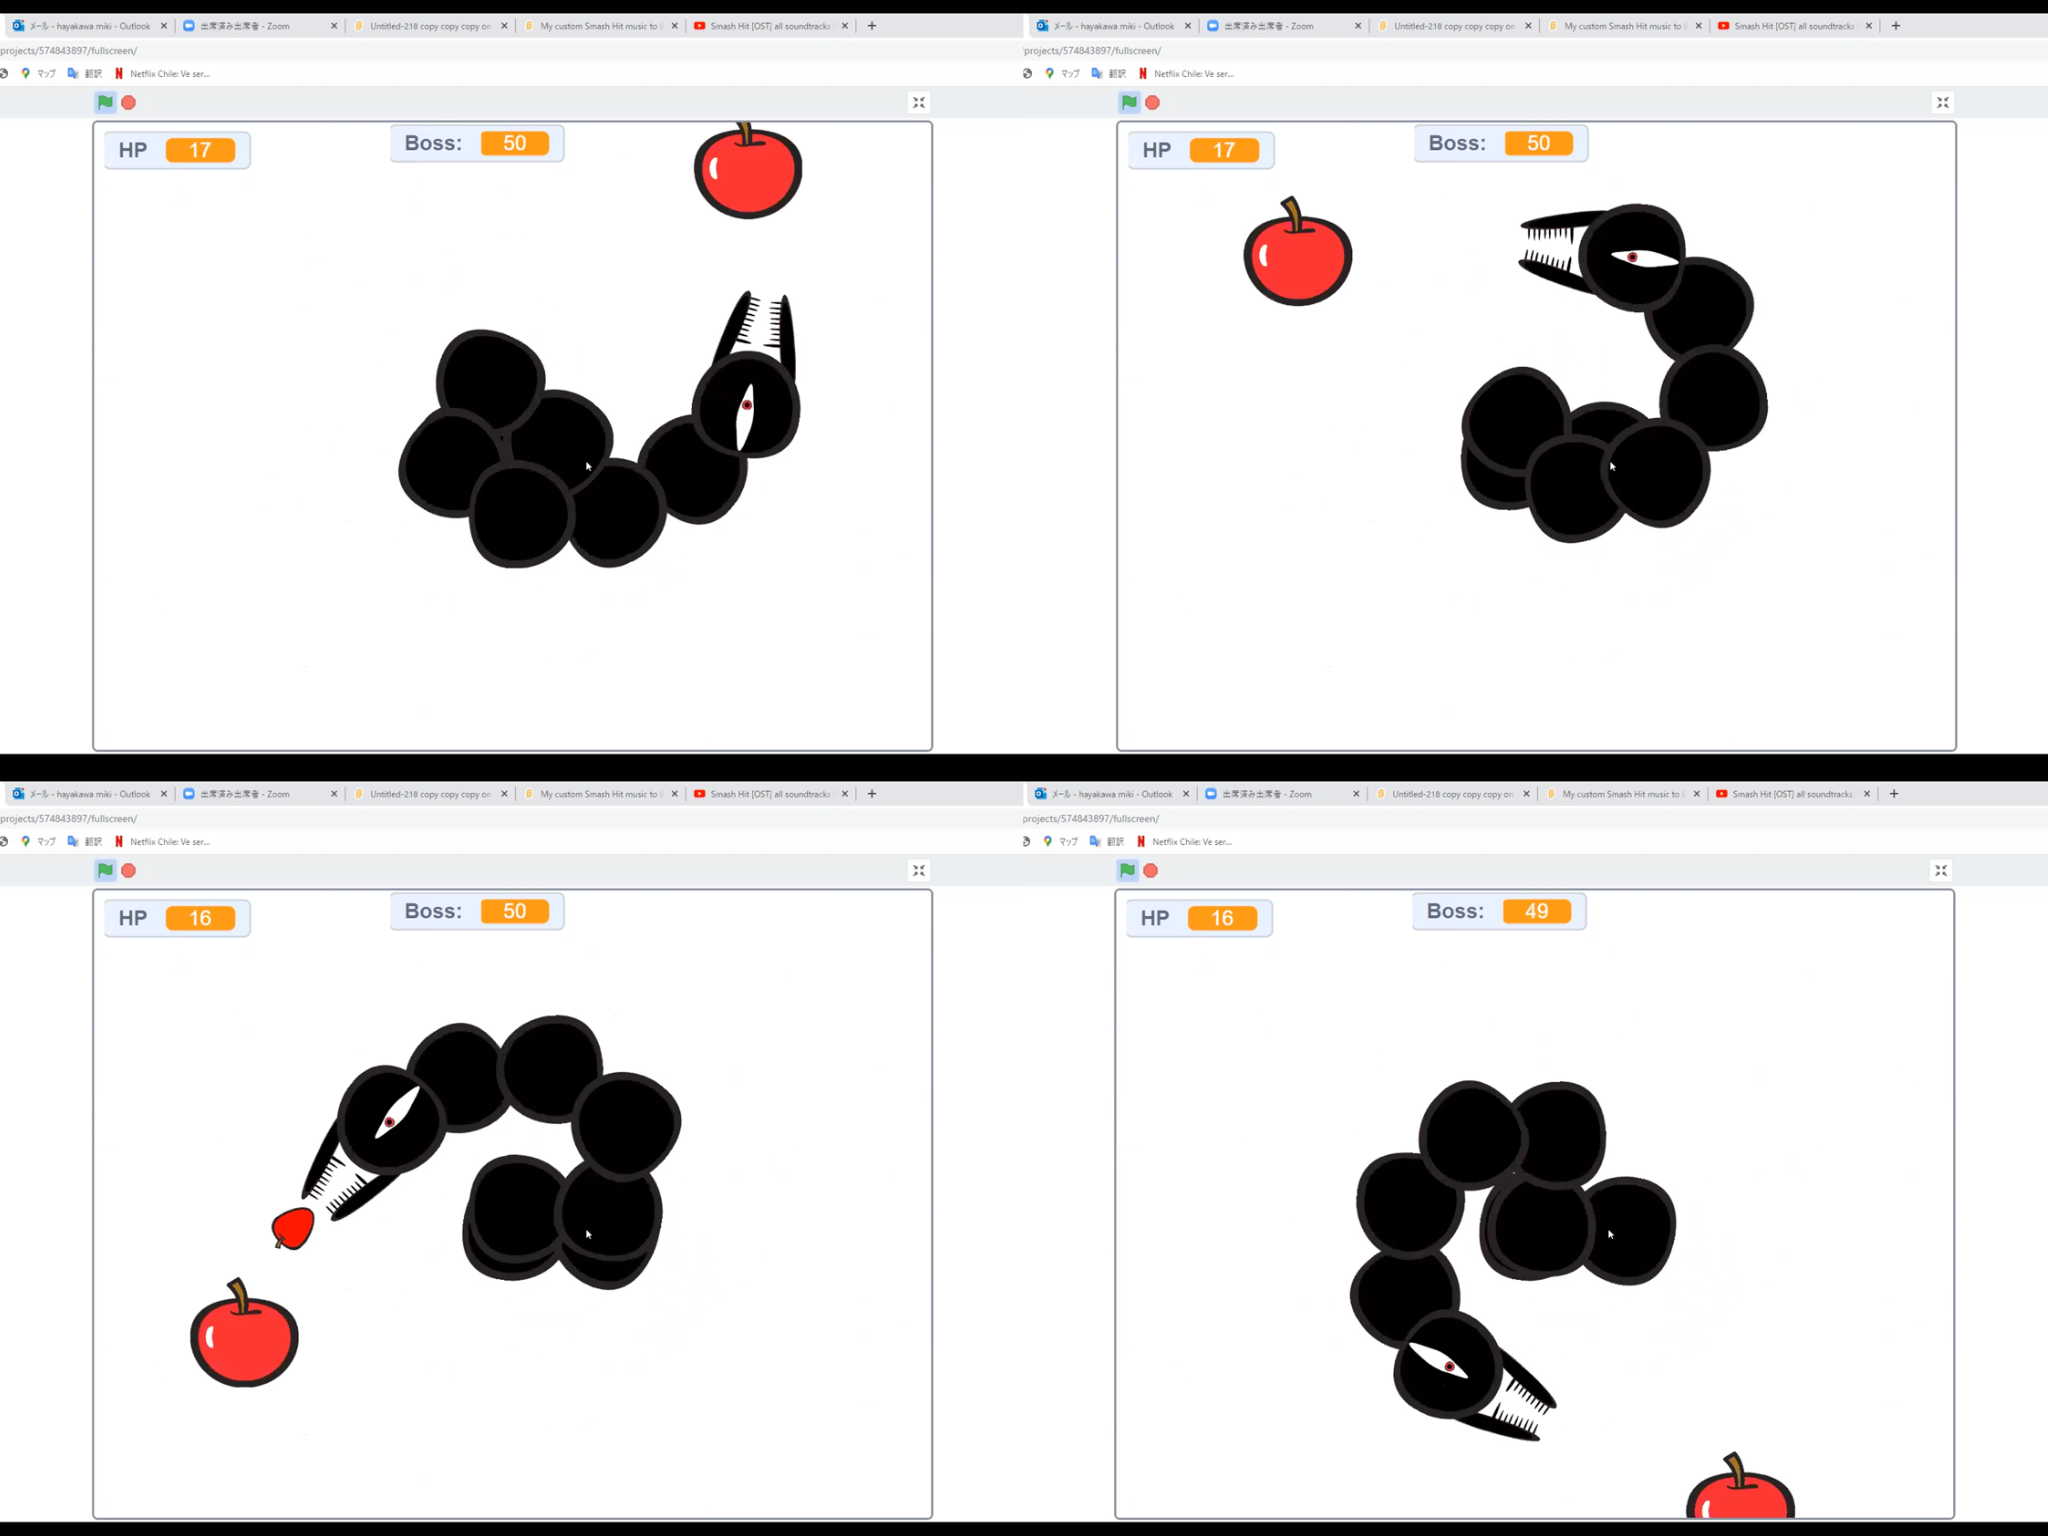 メール - hayakawa miki - Outlook
出席済み出席者 - Zoom
Untitled-218 copy copy copy on
My custom Smash Hit music to
Smash Hit [OST] all soundtracks
projects/574843897/fullscreen/
マップ
翻訳
Netflix Chile: Ve ser...
HP 17
Boss: 50
メール - hayakawa miki - Outlook
出席済み出席者 - Zoom
Untitled-218 copy copy copy on
My custom Smash Hit music to
Smash Hit [OST] all soundtracks
projects/574843897/fullscreen/
マップ
翻訳
Netflix Chile: Ve ser...
HP 17
Boss: 50
メール - hayakawa miki - Outlook
出席済み出席者 - Zoom
Untitled-218 copy copy copy on
My custom Smash Hit music to
Smash Hit [OST] all soundtracks
projects/574843897/fullscreen/
マップ
翻訳
Netflix Chile: Ve ser...
HP 16
Boss: 50
メール - hayakawa miki - Outlook
出席済み出席者 - Zoom
Untitled-218 copy copy copy on
My custom Smash Hit music to
Smash Hit [OST] all soundtracks
projects/574843897/fullscreen/
マップ
翻訳
Netflix Chile: Ve ser...
HP 16
Boss: 49